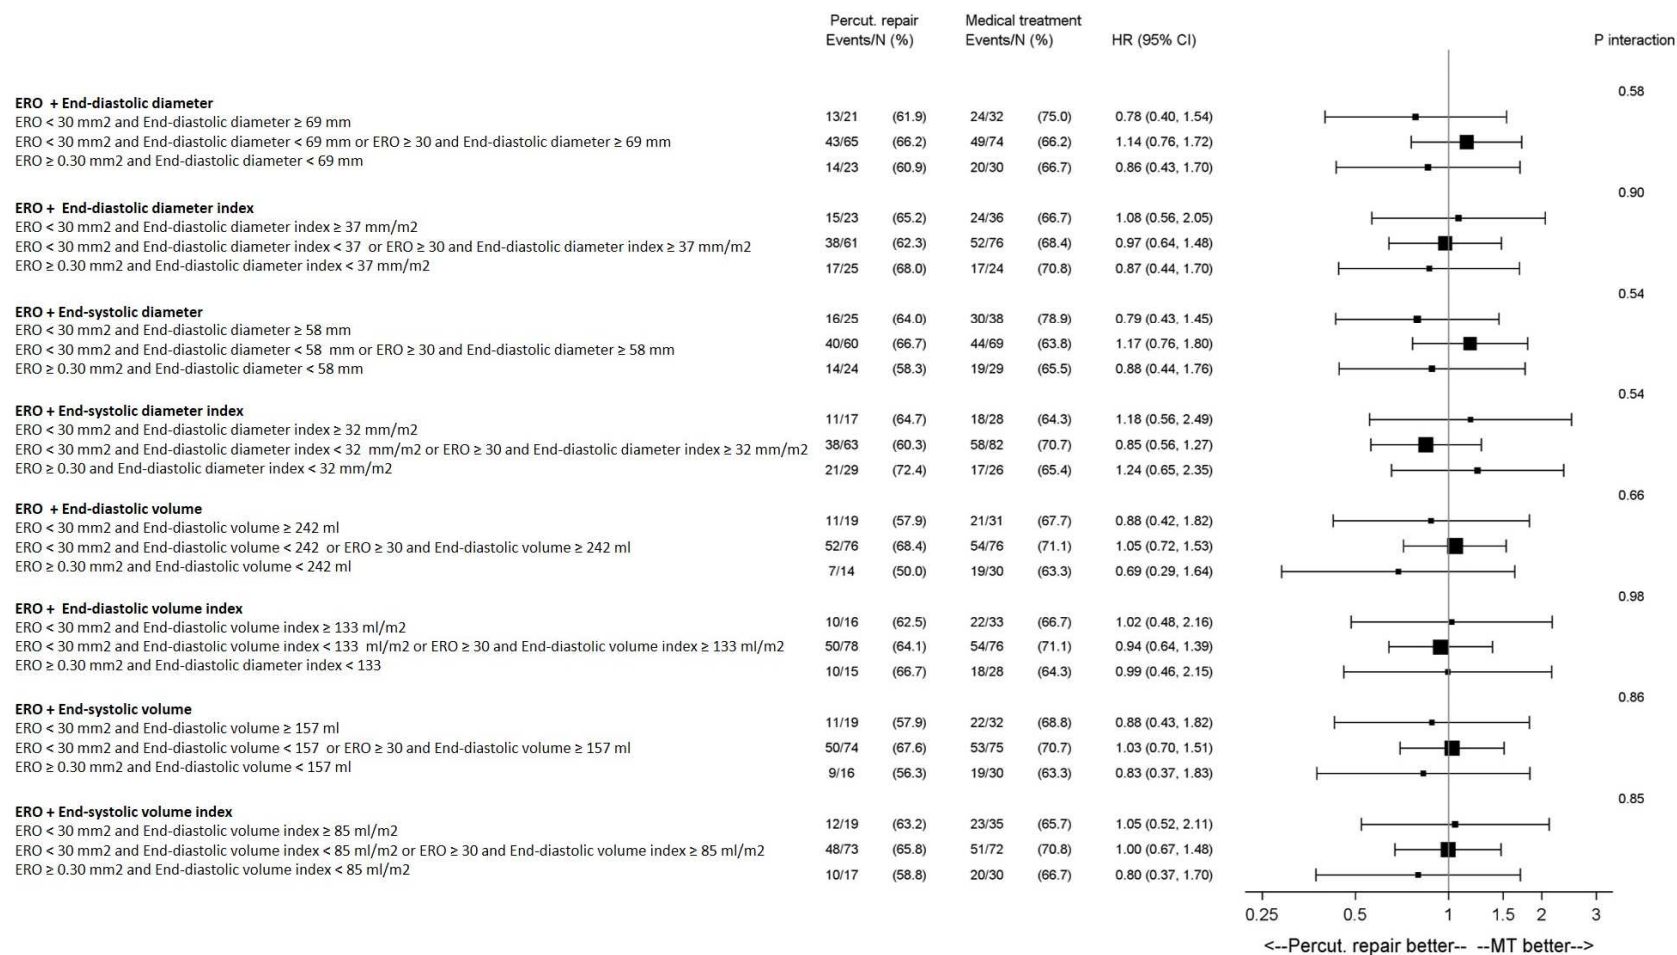 Percut. repair Medical treatment
Events/N (%) Events/N (%) HR (95% CI) P interaction
ERO + End-diastolic diameter 0.58
ERO < 30 mm2 and End-diastolic diameter ≥ 69 mm 13/21 (61.9) 24/32 (75.0) 0.78 (0.40, 1.54)
ERO < 30 mm2 and End-diastolic diameter < 69 mm or ERO ≥ 30 and End-diastolic diameter ≥ 69 mm 43/65 (66.2) 49/74 (66.2) 1.14 (0.76, 1.72)
ERO ≥ 0.30 mm2 and End-diastolic diameter < 69 mm 14/23 (60.9) 20/30 (66.7) 0.86 (0.43, 1.70)
ERO + End-diastolic diameter index 0.90
ERO < 30 mm2 and End-diastolic diameter index ≥ 37 mm/m2 15/23 (65.2) 24/36 (66.7) 1.08 (0.56, 2.05)
ERO < 30 mm2 and End-diastolic diameter index < 37 or ERO ≥ 30 and End-diastolic diameter index ≥ 37 mm/m2 38/61 (62.3) 52/76 (68.4) 0.97 (0.64, 1.48)
ERO ≥ 0.30 mm2 and End-diastolic diameter index < 37 mm/m2 17/25 (68.0) 17/24 (70.8) 0.87 (0.44, 1.70)
ERO + End-systolic diameter 0.54
ERO < 30 mm2 and End-diastolic diameter ≥ 58 mm 16/25 (64.0) 30/38 (78.9) 0.79 (0.43, 1.45)
ERO < 30 mm2 and End-diastolic diameter < 58 mm or ERO ≥ 30 and End-diastolic diameter ≥ 58 mm 40/60 (66.7) 44/69 (63.8) 1.17 (0.76, 1.80)
ERO ≥ 0.30 mm2 and End-diastolic diameter < 58 mm 14/24 (58.3) 19/29 (65.5) 0.88 (0.44, 1.76)
ERO + End-systolic diameter index 0.54
ERO < 30 mm2 and End-diastolic diameter index ≥ 32 mm/m2 11/17 (64.7) 18/28 (64.3) 1.18 (0.56, 2.49)
ERO < 30 mm2 and End-diastolic diameter index < 32 mm/m2 or ERO ≥ 30 and End-diastolic diameter index ≥ 32 mm/m2 38/63 (60.3) 58/82 (70.7) 0.85 (0.56, 1.27)
ERO ≥ 0.30 and End-diastolic diameter index < 32 mm/m2 21/29 (72.4) 17/26 (65.4) 1.24 (0.65, 2.35)
ERO + End-diastolic volume 0.66
ERO < 30 mm2 and End-diastolic volume ≥ 242 ml 11/19 (57.9) 21/31 (67.7) 0.88 (0.42, 1.82)
ERO < 30 mm2 and End-diastolic volume < 242 or ERO ≥ 30 and End-diastolic volume ≥ 242 ml 52/76 (68.4) 54/76 (71.1) 1.05 (0.72, 1.53)
ERO ≥ 0.30 mm2 and End-diastolic volume < 242 ml 7/14 (50.0) 19/30 (63.3) 0.69 (0.29, 1.64)
ERO + End-diastolic volume index 0.98
ERO < 30 mm2 and End-diastolic volume index ≥ 133 ml/m2 10/16 (62.5) 22/33 (66.7) 1.02 (0.48, 2.16)
ERO < 30 mm2 and End-diastolic volume index < 133 ml/m2 or ERO ≥ 30 and End-diastolic volume index ≥ 133 ml/m2 50/78 (64.1) 54/76 (71.1) 0.94 (0.64, 1.39)
ERO ≥ 0.30 mm2 and End-diastolic diameter index < 133 10/15 (66.7) 18/28 (64.3) 0.99 (0.46, 2.15)
ERO + End-systolic volume 0.86
ERO < 30 mm2 and End-diastolic volume ≥ 157 ml 11/19 (57.9) 22/32 (68.8) 0.88 (0.43, 1.82)
ERO < 30 mm2 and End-diastolic volume < 157 or ERO ≥ 30 and End-diastolic volume ≥ 157 ml 50/74 (67.6) 53/75 (70.7) 1.03 (0.70, 1.51)
ERO ≥ 0.30 mm2 and End-diastolic volume < 157 ml 9/16 (56.3) 19/30 (63.3) 0.83 (0.37, 1.83)
ERO + End-systolic volume index 0.85
ERO < 30 mm2 and End-diastolic volume index ≥ 85 ml/m2 12/19 (63.2) 23/35 (65.7) 1.05 (0.52, 2.11)
ERO < 30 mm2 and End-diastolic volume index < 85 ml/m2 or ERO ≥ 30 and End-diastolic volume index ≥ 85 ml/m2 48/73 (65.8) 51/72 (70.8) 1.00 (0.67, 1.48)
ERO ≥ 0.30 mm2 and End-diastolic volume index < 85 ml/m2 10/17 (58.8) 20/30 (66.7) 0.80 (0.37, 1.70)
0.25 0.5 1 1.5 2 3
<--Percut. repair better-- --MT better-->